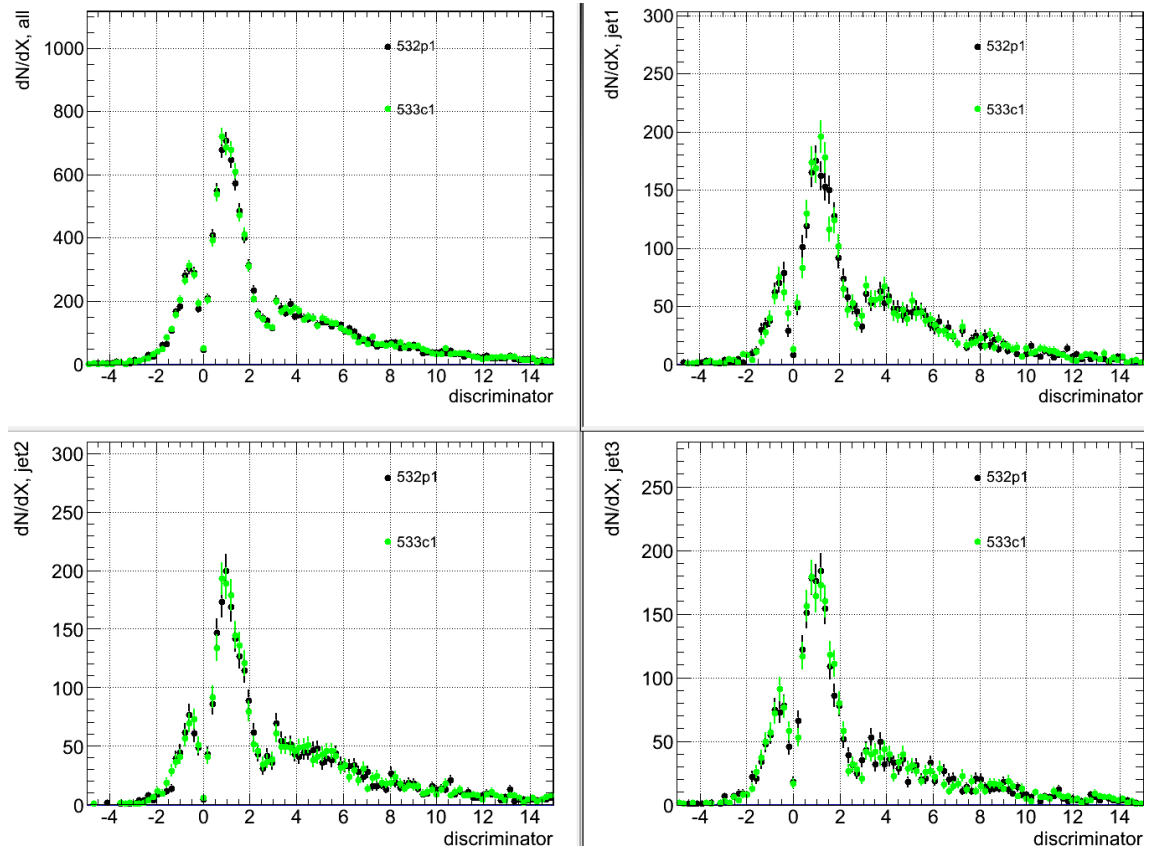 dN/dX, all
1000
800
600
400
200
0
532p1
533c1
-4 -2 0 2 4 6 8 10 12 14
discriminator
dN/dX, jet1
300
250
200
150
100
50
0
532p1
533c1
-4 -2 0 2 4 6 8 10 12 14
discriminator
dN/dX, jet2
300
250
200
150
100
50
0
532p1
533c1
-4 -2 0 2 4 6 8 10 12 14
discriminator
dN/dX, jet3
250
200
150
100
50
0
532p1
533c1
-4 -2 0 2 4 6 8 10 12 14
discriminator